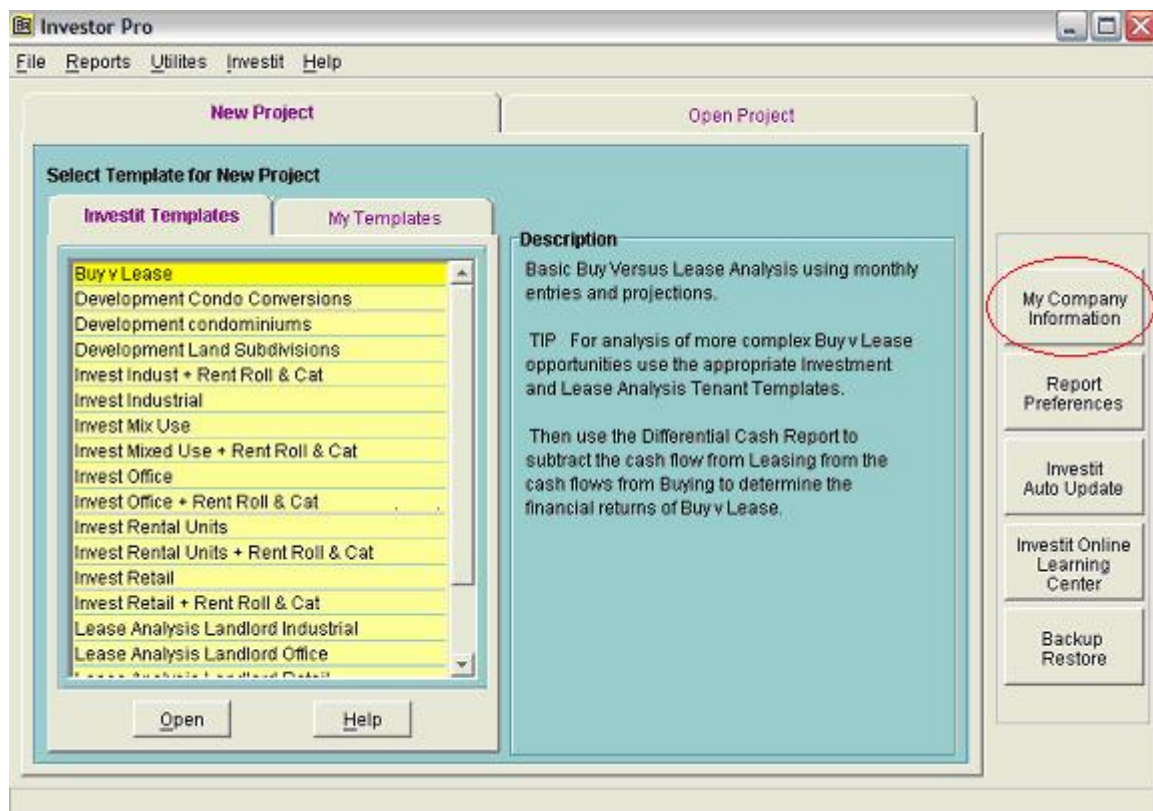 Investor Pro
File Reports Utilites Investit Help
New Project
Open Project
Select Template for New Project
Investit Templates
My Templates
Buy v Lease
Development Condo Conversions
Development condominiums
Development Land Subdivisions
Invest Indust + Rent Roll & Cat
Invest Industrial
Invest Mix Use
Invest Mixed Use + Rent Roll & Cat
Invest Office
Invest Office + Rent Roll & Cat
Invest Rental Units
Invest Rental Units + Rent Roll & Cat
Invest Retail
Invest Retail + Rent Roll & Cat
Lease Analysis Landlord Industrial
Lease Analysis Landlord Office
Lease Analysis Landlord Retail
Open
Help
Description
Basic Buy Versus Lease Analysis using monthly
entries and projections.
TIP For analysis of more complex Buy v Lease
opportunities use the appropriate Investment
and Lease Analysis Tenant Templates.
Then use the Differential Cash Report to
subtract the cash flow from Leasing from the
cash flows from Buying to determine the
financial returns of Buy v Lease.
My Company
Information
Report
Preferences
Investit
Auto Update
Investit Online
Learning
Center
Backup
Restore